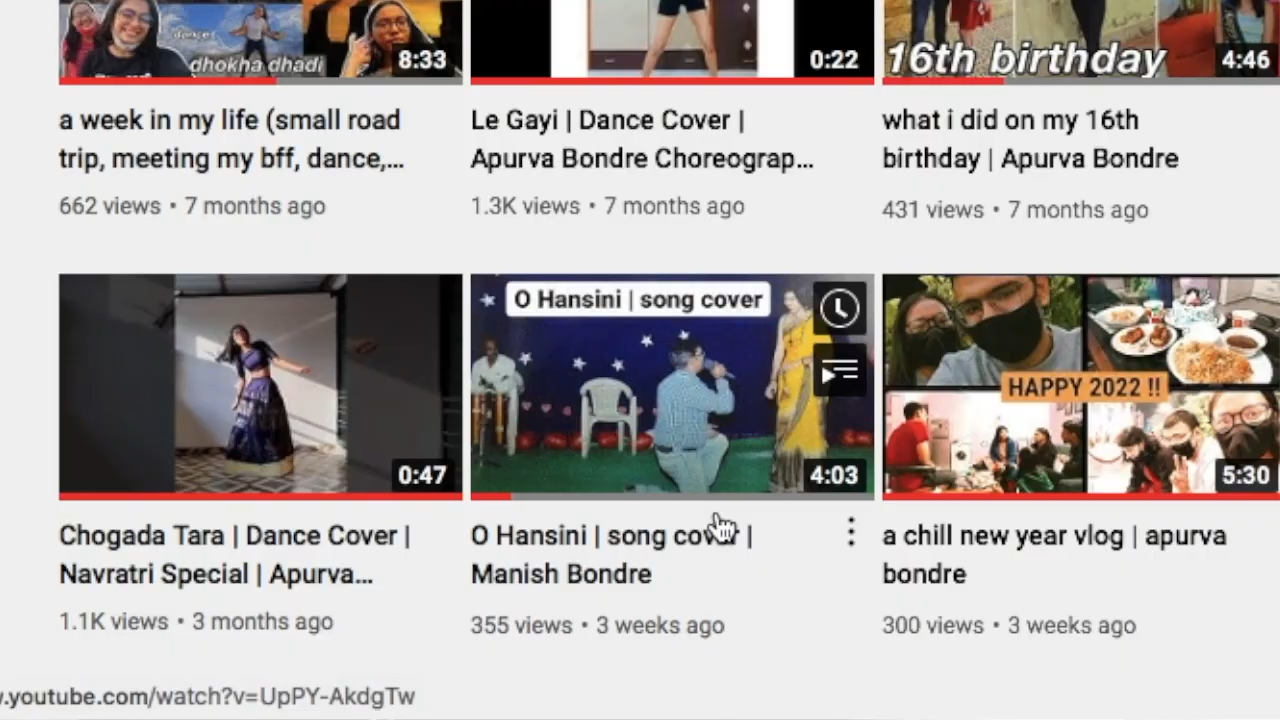 dance
dhokha dhadi
8:33
0:22
16th birthday
4:46
a week in my life (small road
trip, meeting my bff, dance,...
662 views • 7 months ago
Le Gayi | Dance Cover |
Apurva Bondre Choreograp...
1.3K views • 7 months ago
what i did on my 16th
birthday | Apurva Bondre
431 views • 7 months ago
0:47
O Hansini | song cover
4:03
HAPPY 2022 !!
5:30
Chogada Tara | Dance Cover |
Navratri Special | Apurva...
1.1K views • 3 months ago
O Hansini | song cover |
Manish Bondre
355 views • 3 weeks ago
a chill new year vlog | apurva
bondre
300 views • 3 weeks ago
.youtube.com/watch?v=UpPY-AkdgTw